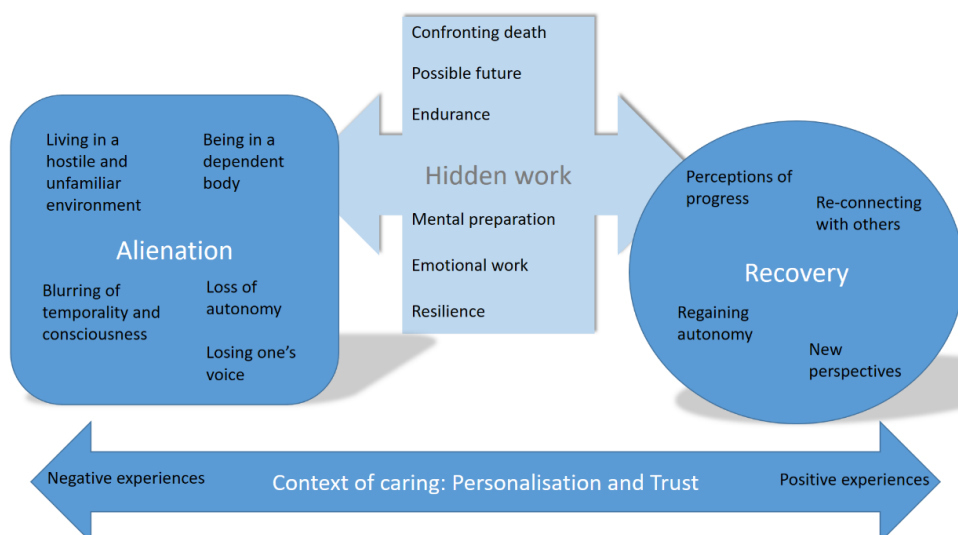 Living in a
hostile and
unfamiliar
environment
Being in a
dependent
body
Alienation
Blurring of
temporality and
consciousness
Loss of
autonomy
Losing one's
voice
Confronting death
Possible future
Endurance
Hidden work
Mental preparation
Emotional work
Resilience
Perceptions of
progress
Re-connecting
with others
Recovery
Regaining
autonomy
New
perspectives
Negative experiences
Context of caring: Personalisation and Trust
Positive experiences